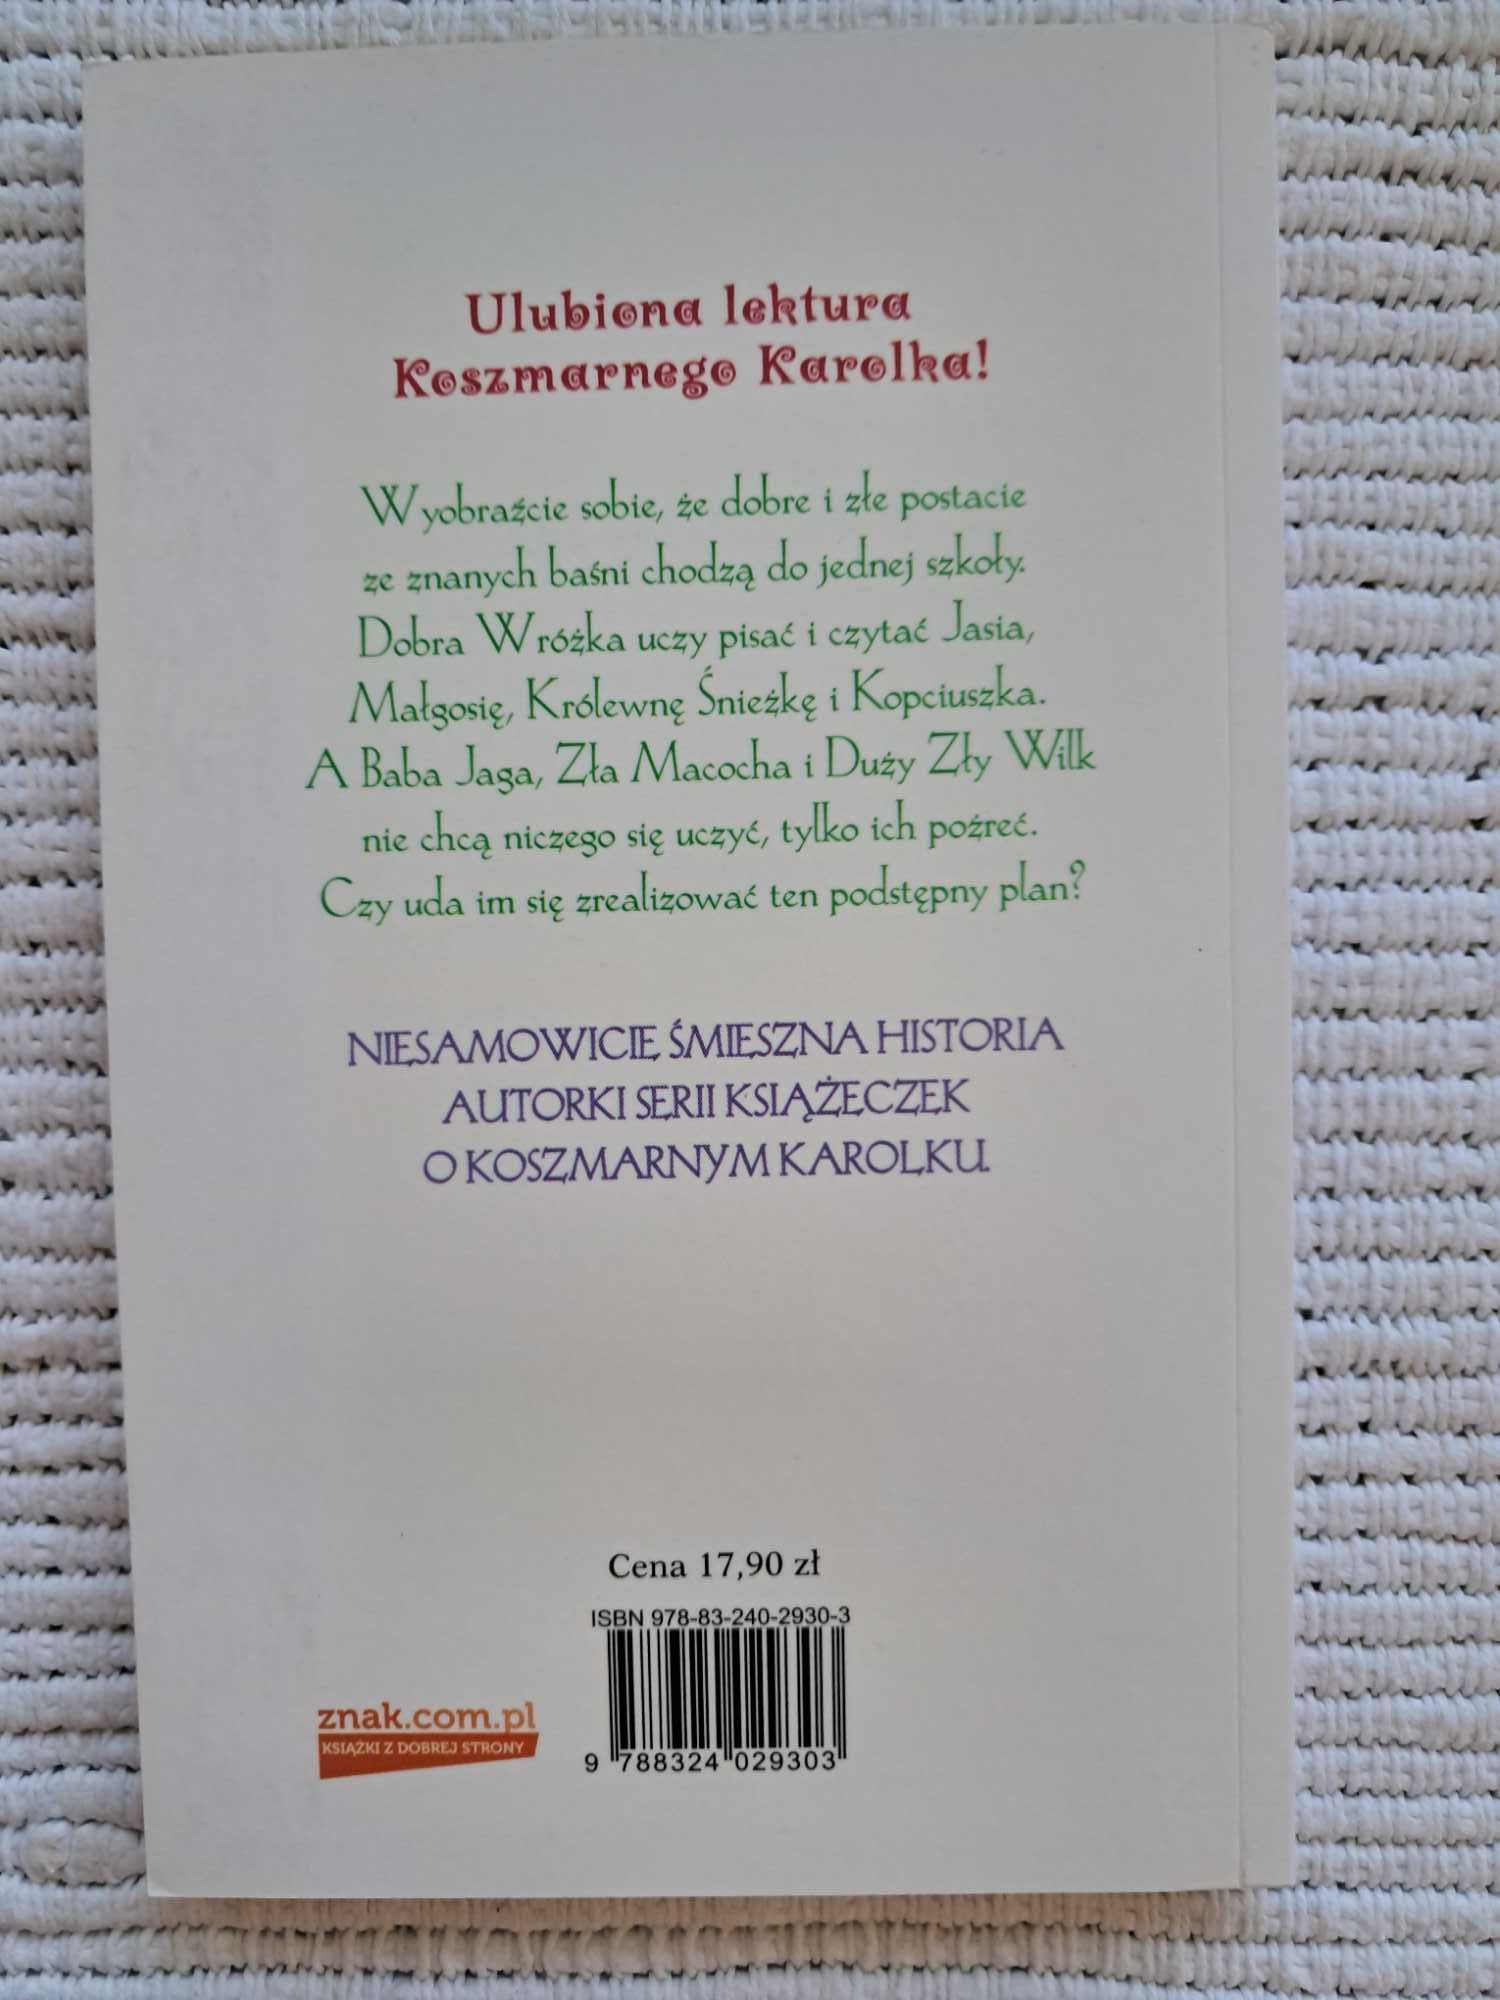 Ulubiona lektura
Koszmarnego Karolka!
Wyobraźcie sobie, że dobre i złe postacie
ze znanych baśni chodzą do jednej szkoły.
Dobra Wróżka uczy pisać i czytać Jasia,
Małgosię, Królewnę Śnieżkę i Kopciuszka.
A Baba Jaga, Zła Macocha i Duży Zły Wilk
nie chcą niczego się uczyć, tylko ich pożreć.
Czy uda im się zrealizować ten podstępny plan?
NIESAMOWICIE ŚMIESZNA HISTORIA
AUTORKI SERII KSIĄŻECZEK
O KOSZMARNYM KAROLKU.
Cena 17,90 zł
ISBN 978-83-240-2930-3
znak.com.pl
KSIĄŻKI Z DOBREJ STRONY
9 788324 029303